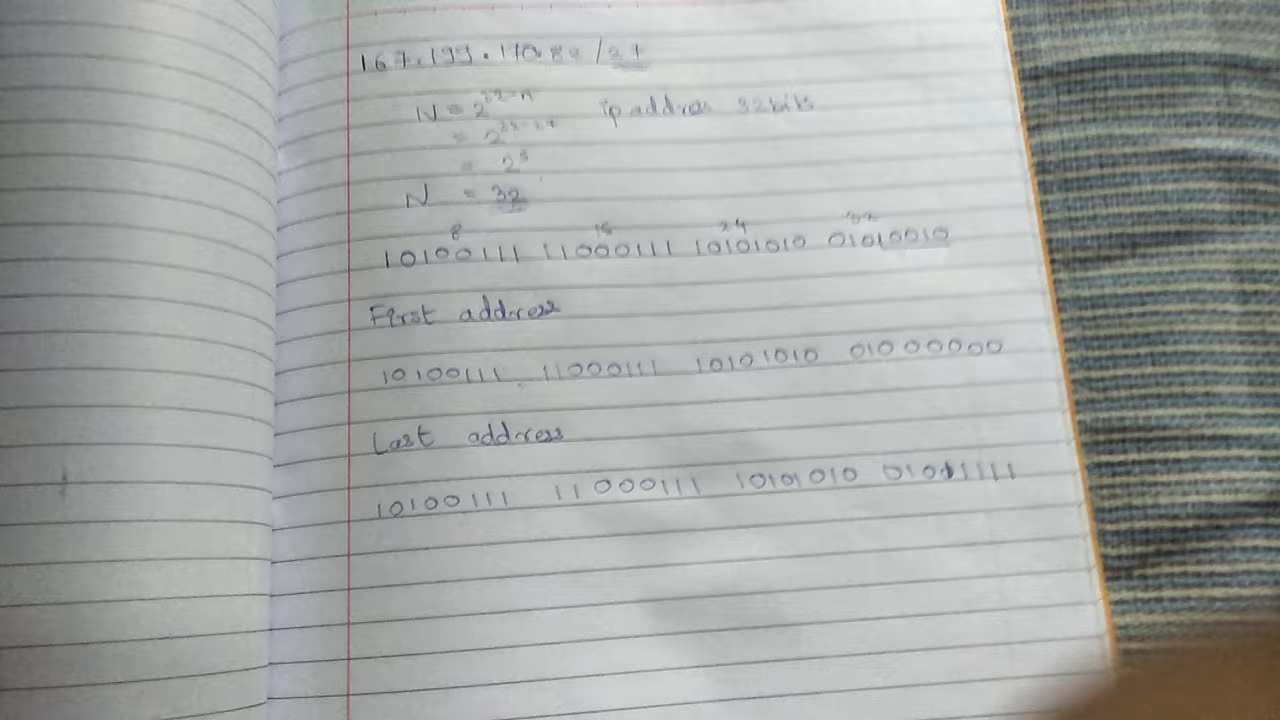 167.199.170.82 /27
N = 2^32-n ip address 32 bits
= 2^32-27
= 2^5
N = 32
8 16 24 32
10100111 11000111 10101010 01010010
First address
10100111 11000111 10101010 01000000
Last address
10100111 11000111 10101010 01011111